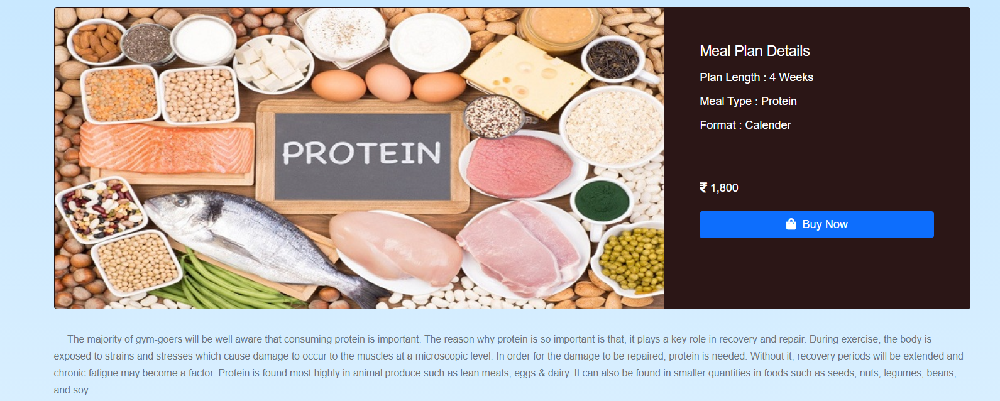 PROTEIN
Meal Plan Details
Plan Length : 4 Weeks
Meal Type : Protein
Format : Calender
₹ 1,800
Buy Now
The majority of gym-goers will be well aware that consuming protein is important. The reason why protein is so important is that, it plays a key role in recovery and repair. During exercise, the body is
exposed to strains and stresses which cause damage to occur to the muscles at a microscopic level. In order for the damage to be repaired, protein is needed. Without it, recovery periods will be extended and
chronic fatigue may become a factor. Protein is found most highly in animal produce such as lean meats, eggs & dairy. It can also be found in smaller quantities in foods such as seeds, nuts, legumes, beans,
and soy.